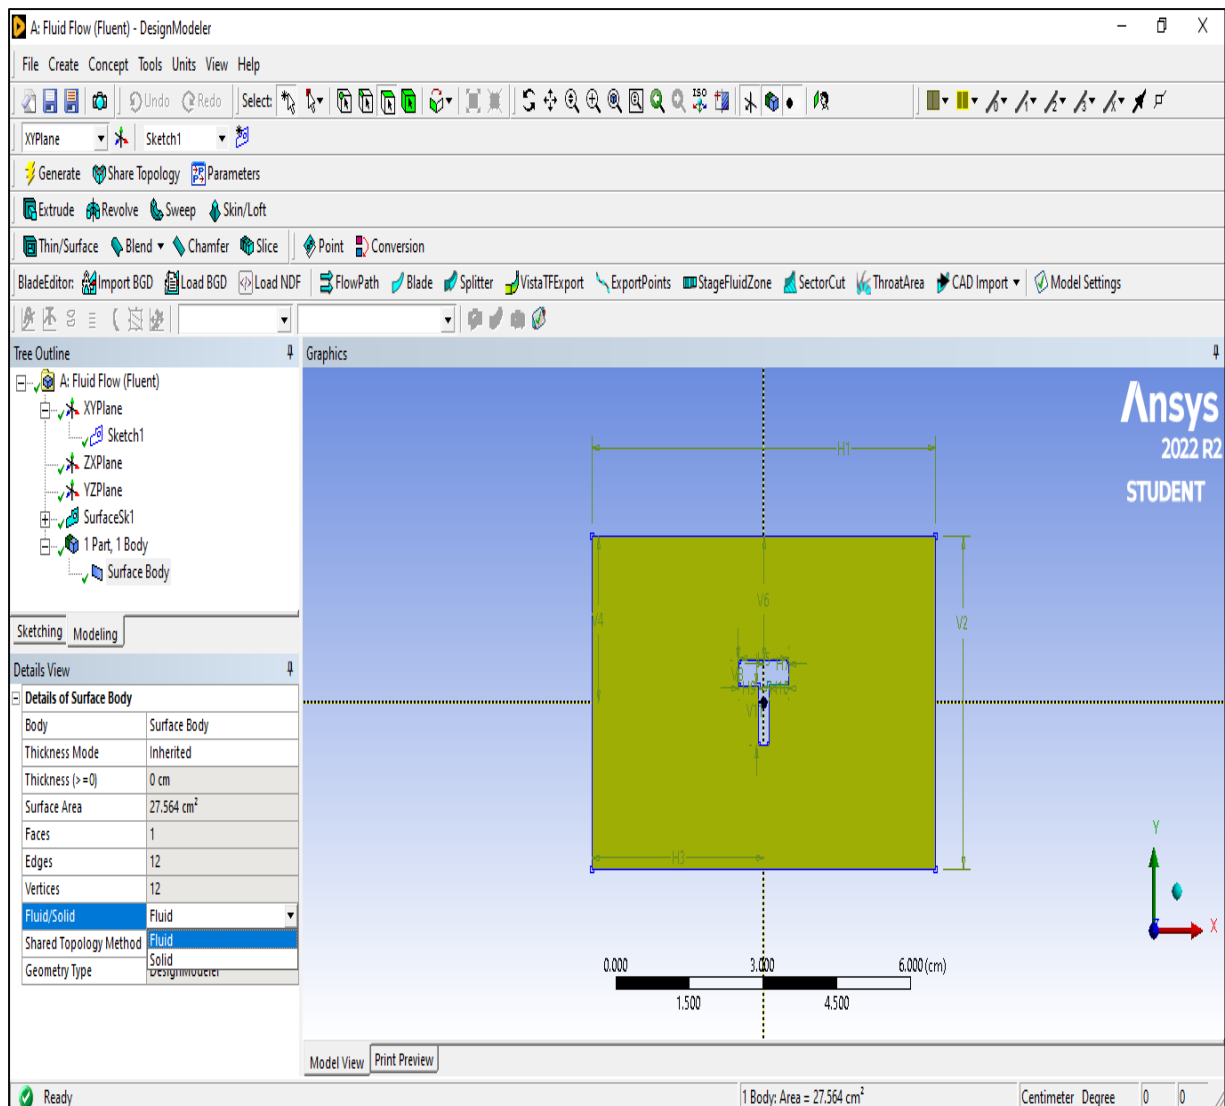 A: Fluid Flow (Fluent) - DesignModeler
File Create Concept Tools Units View Help
Undo Redo Select: ISO
XYPlane Sketch1
Generate Share Topology Parameters
Extrude Revolve Sweep Skin/Loft
Thin/Surface Blend Chamfer Slice Point Conversion
BladeEditor: Import BGD Load BGD Load NDF FlowPath Blade Splitter VistaTFExport ExportPoints StageFluidZone SectorCut ThroatArea CAD Import Model Settings
Tree Outline
A: Fluid Flow (Fluent)
XYPlane
Sketch1
ZXPlane
YZPlane
SurfaceSk1
1 Part, 1 Body
Surface Body
Sketching Modeling
Details View
Details of Surface Body
Body Surface Body
Thickness Mode Inherited
Thickness (>=0) 0 cm
Surface Area 27.564 cm²
Faces 1
Edges 12
Vertices 12
Fluid/Solid Fluid
Shared Topology Method Fluid
Solid
Geometry Type DesignModeler
Graphics
Ansys
2022 R2
STUDENT
H1
V6
V4
V2
H3
Y
X
0.000 3.000 6.000 (cm)
1.500 4.500
Model View Print Preview
Ready 1 Body: Area = 27.564 cm² Centimeter Degree 0 0